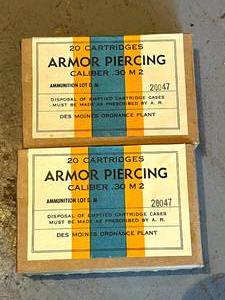 20 CARTRIDGES
ARMOR PIERCING
CALIBER .30 M 2
AMMUNITION LOT D. M. 20047
DISPOSAL OF EMPTIED CARTRIDGE CASES
MUST BE MADE AS PRESCRIBED BY A. R.
DES MOINES ORDNANCE PLANT
20 CARTRIDGES
ARMOR PIERCING
CALIBER .30 M 2
AMMUNITION LOT D. M. 20047
DISPOSAL OF EMPTIED CARTRIDGE CASES
MUST BE MADE AS PRESCRIBED BY A. R.
DES MOINES ORDNANCE PLANT